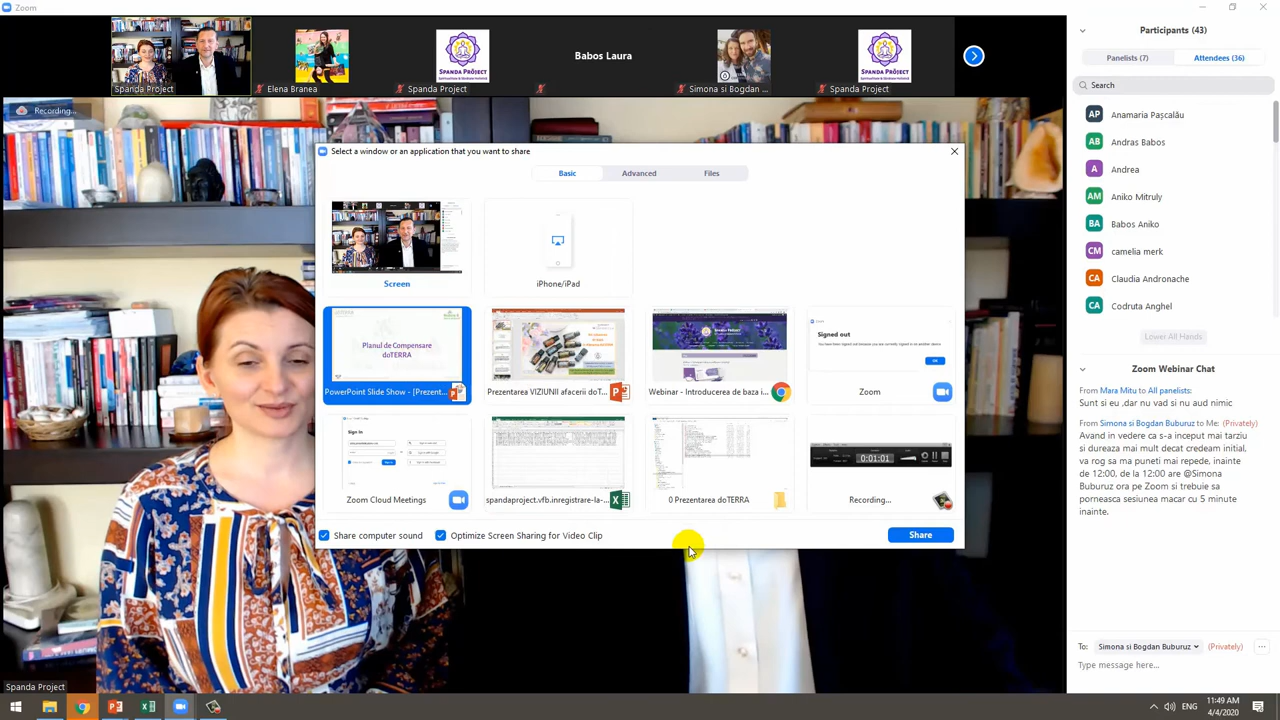 Zoom
Participants (43)
Panelists (7)
Attendees (36)
Search
Spanda Project
Elena Branea
SPANDA PRŎJECT
Spanda Project
Babos Laura
Simona si Bogdan ...
SPANDA PRŎJECT
Spanda Project
Recording...
Select a window or an application that you want to share
Basic
Advanced
Files
Screen
iPhone/iPad
Planul de Compensare
doTERRA
PowerPoint Slide Show - [Prezent...
Prezentarea VIZIUNII afacerii doT...
Webinar - Introducerea de baza i...
Signed out
OK
Zoom
Sign In
Zoom Cloud Meetings
spandaproject.vfb.inregistrare-la-...
0 Prezentarea doTERRA
0:01:01
Recording...
Share computer sound
Optimize Screen Sharing for Video Clip
Share
AP
Anamaria Pașcalău
AB
Andras Babos
A
Andrea
AM
Aniko Mitruly
BA
Babos Aniko
CM
camelia merk
CA
Claudia Andronache
CA
Codruta Anghel
Lower All Hands
Zoom Webinar Chat
From Mara Mitu to All panelists:
Sunt si eu ,dar nu vad si nu aud nimic
From Simona si Bogdan Buburuz to Me: (Privately)
Avand in vedere ca s-a inceput mai tarziu
si dureaza mai mult decat credeam initial,
va rog sa ma puneti mai repede, inainte
de 12:00, de la 12:00 are @Simona
Buburuz ora pe Zoom si trebuie sa
porneasca sesiunea macar cu 5 minute
inainte.
To: Simona si Bogdan Buburuz (Privately)
...
Type message here...
Spanda Project
ENG
11:49 AM
4/4/2020